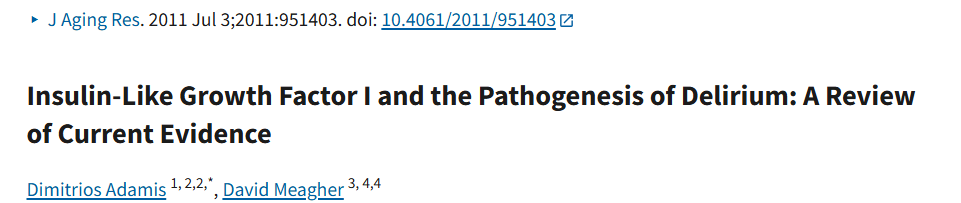 J Aging Res. 2011 Jul 3;2011:951403. doi: 10.4061/2011/951403
Insulin-Like Growth Factor I and the Pathogenesis of Delirium: A Review
of Current Evidence
Dimitrios Adamis 1, 2,2,*, David Meagher 3, 4,4